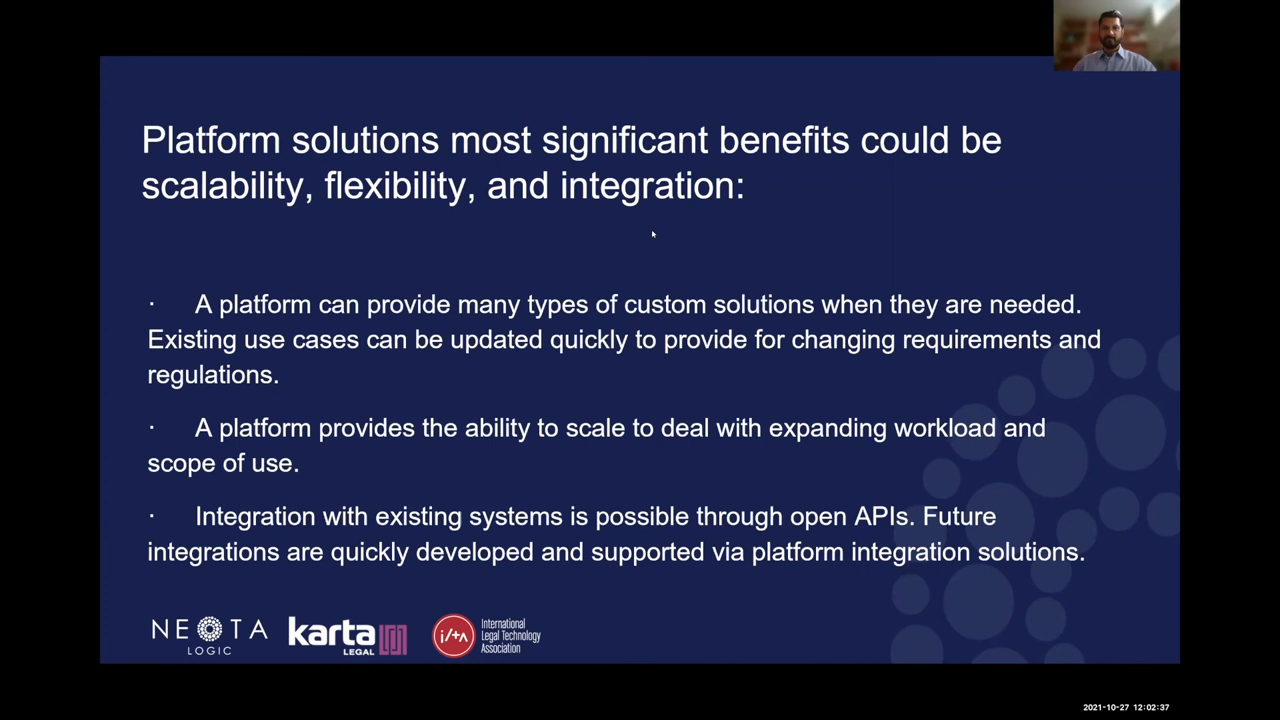 Platform solutions most significant benefits could be
scalability, flexibility, and integration:
· A platform can provide many types of custom solutions when they are needed.
Existing use cases can be updated quickly to provide for changing requirements and
regulations.
· A platform provides the ability to scale to deal with expanding workload and
scope of use.
· Integration with existing systems is possible through open APIs. Future
integrations are quickly developed and supported via platform integration solutions.
NEOTA
LOGIC
karta
LEGAL
i/ta
International
Legal Technology
Association
2021-10-27 12:02:37